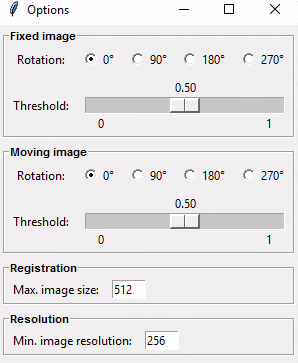 Options
Fixed image
Rotation: 0° 90° 180° 270°
0.50
Threshold:
0 1
Moving image
Rotation: 0° 90° 180° 270°
0.50
Threshold:
0 1
Registration
Max. image size: 512
Resolution
Min. image resolution: 256